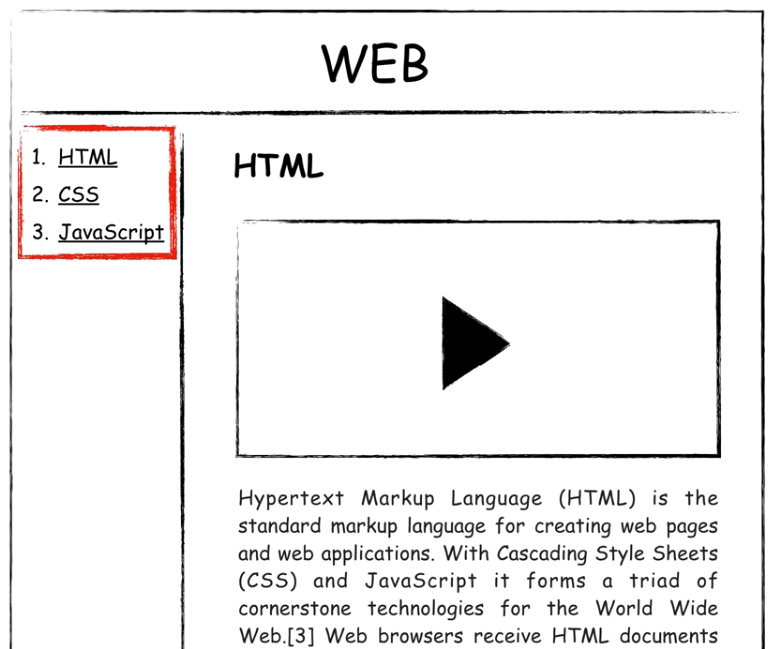 WEB
1. HTML
2. CSS
3. JavaScript
HTML
Hypertext Markup Language (HTML) is the
standard markup language for creating web pages
and web applications. With Cascading Style Sheets
(CSS) and JavaScript it forms a triad of
cornerstone technologies for the World Wide
Web.[3] Web browsers receive HTML documents